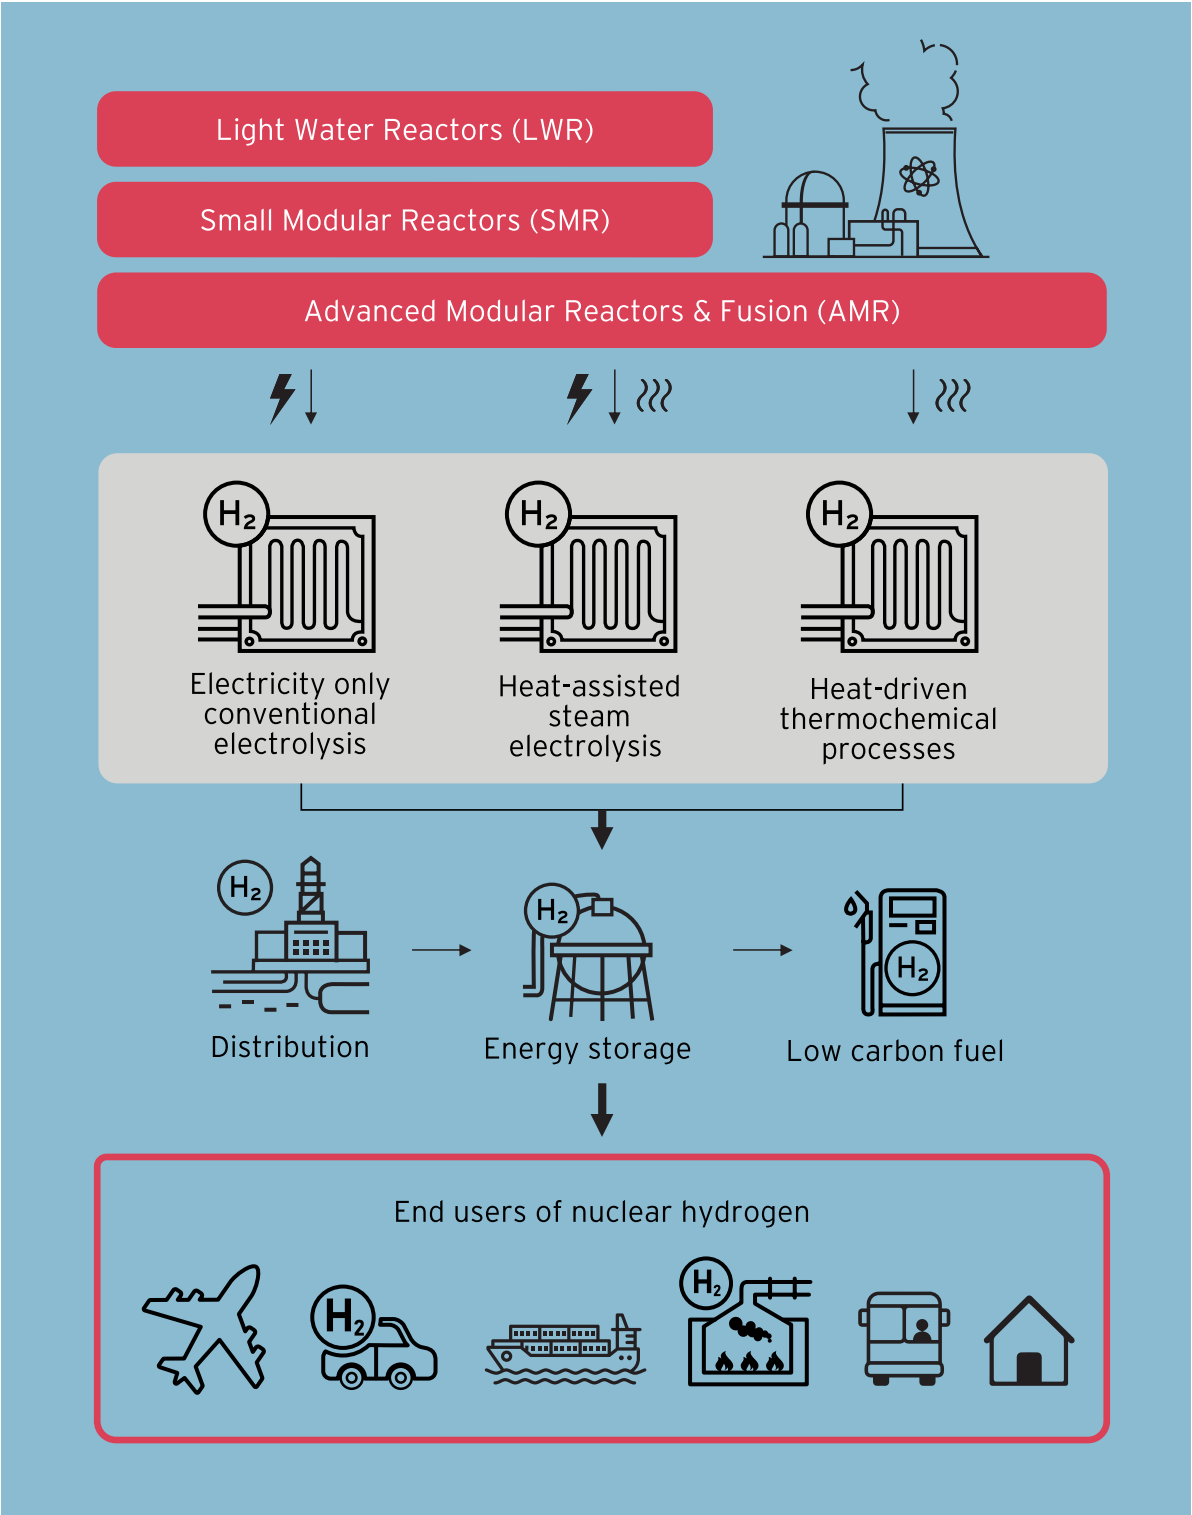 Light Water Reactors (LWR)
Small Modular Reactors (SMR)
Advanced Modular Reactors & Fusion (AMR)
H₂
H₂
H₂
Electricity only
conventional
electrolysis
Heat-assisted
steam
electrolysis
Heat-driven
thermochemical
processes
H₂
H₂
H₂
Distribution
Energy storage
Low carbon fuel
End users of nuclear hydrogen
H₂
H₂